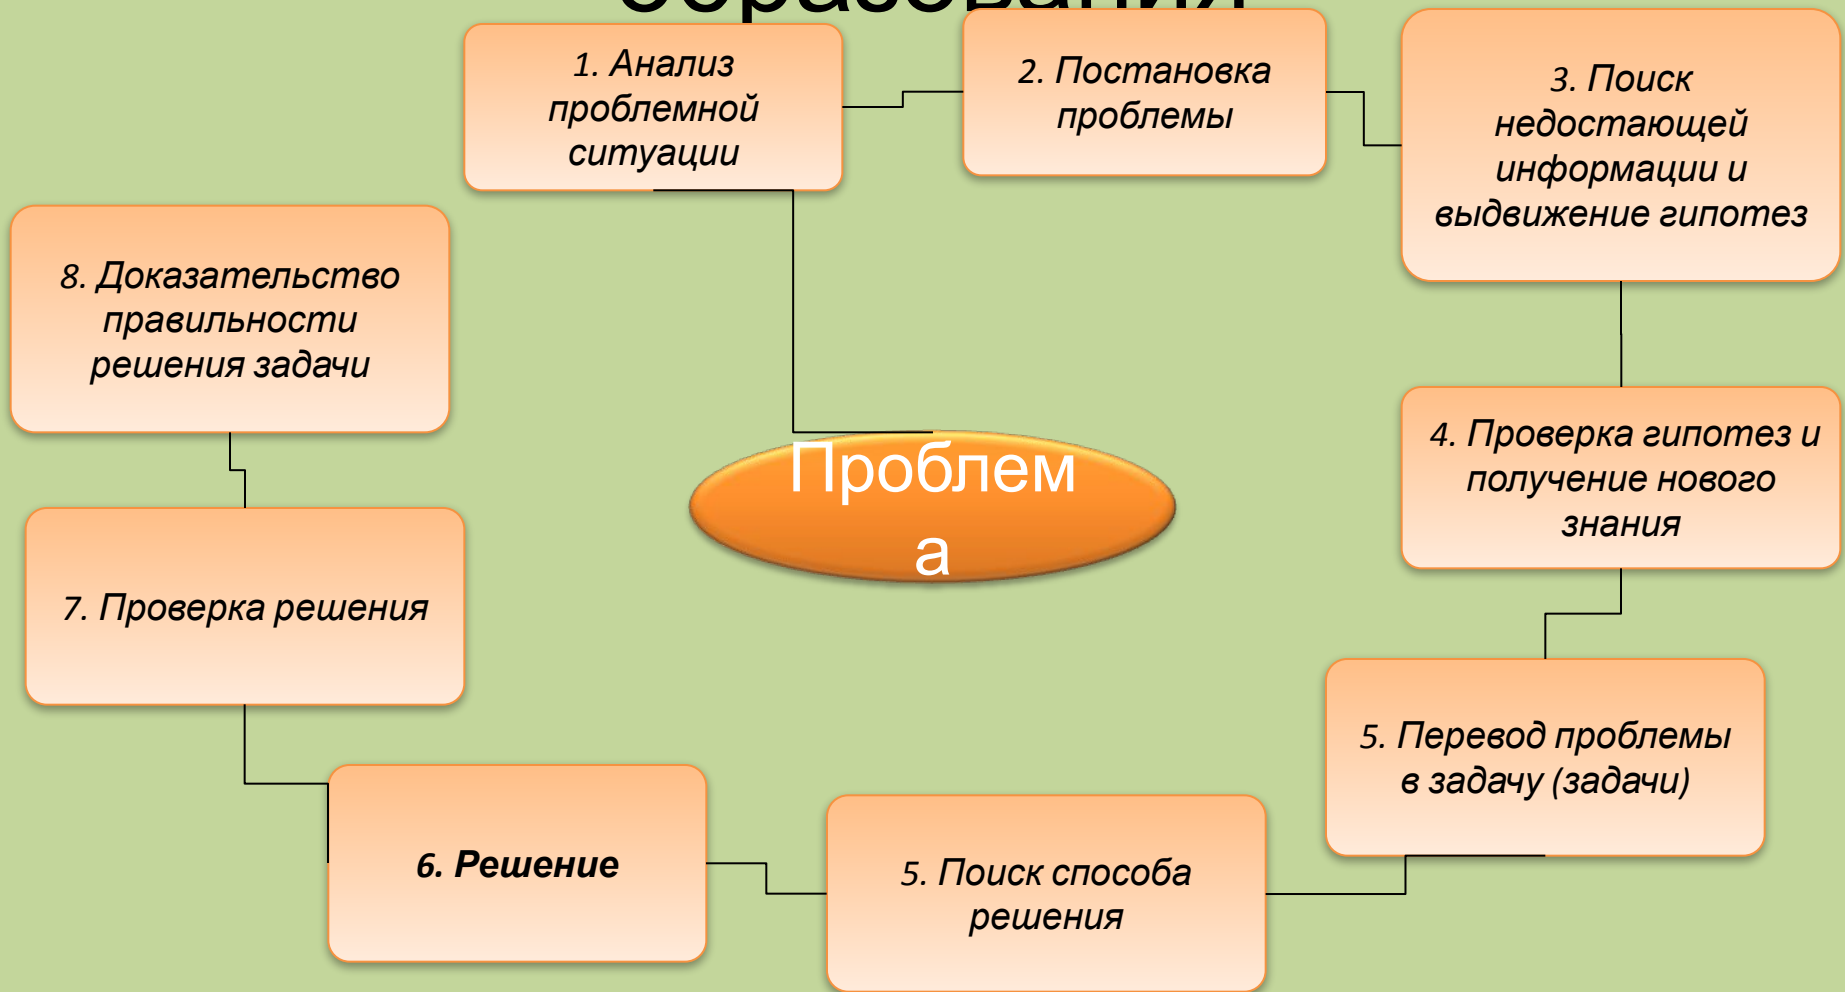 образования
1. Анализ
проблемной
ситуации
2. Постановка
проблемы
3. Поиск
недостающей
информации и
выдвижение гипотез
4. Проверка гипотез и
получение нового
знания
5. Перевод проблемы
в задачу (задачи)
5. Поиск способа
решения
6. Решение
7. Проверка решения
8. Доказательство
правильности
решения задачи
Проблем
а